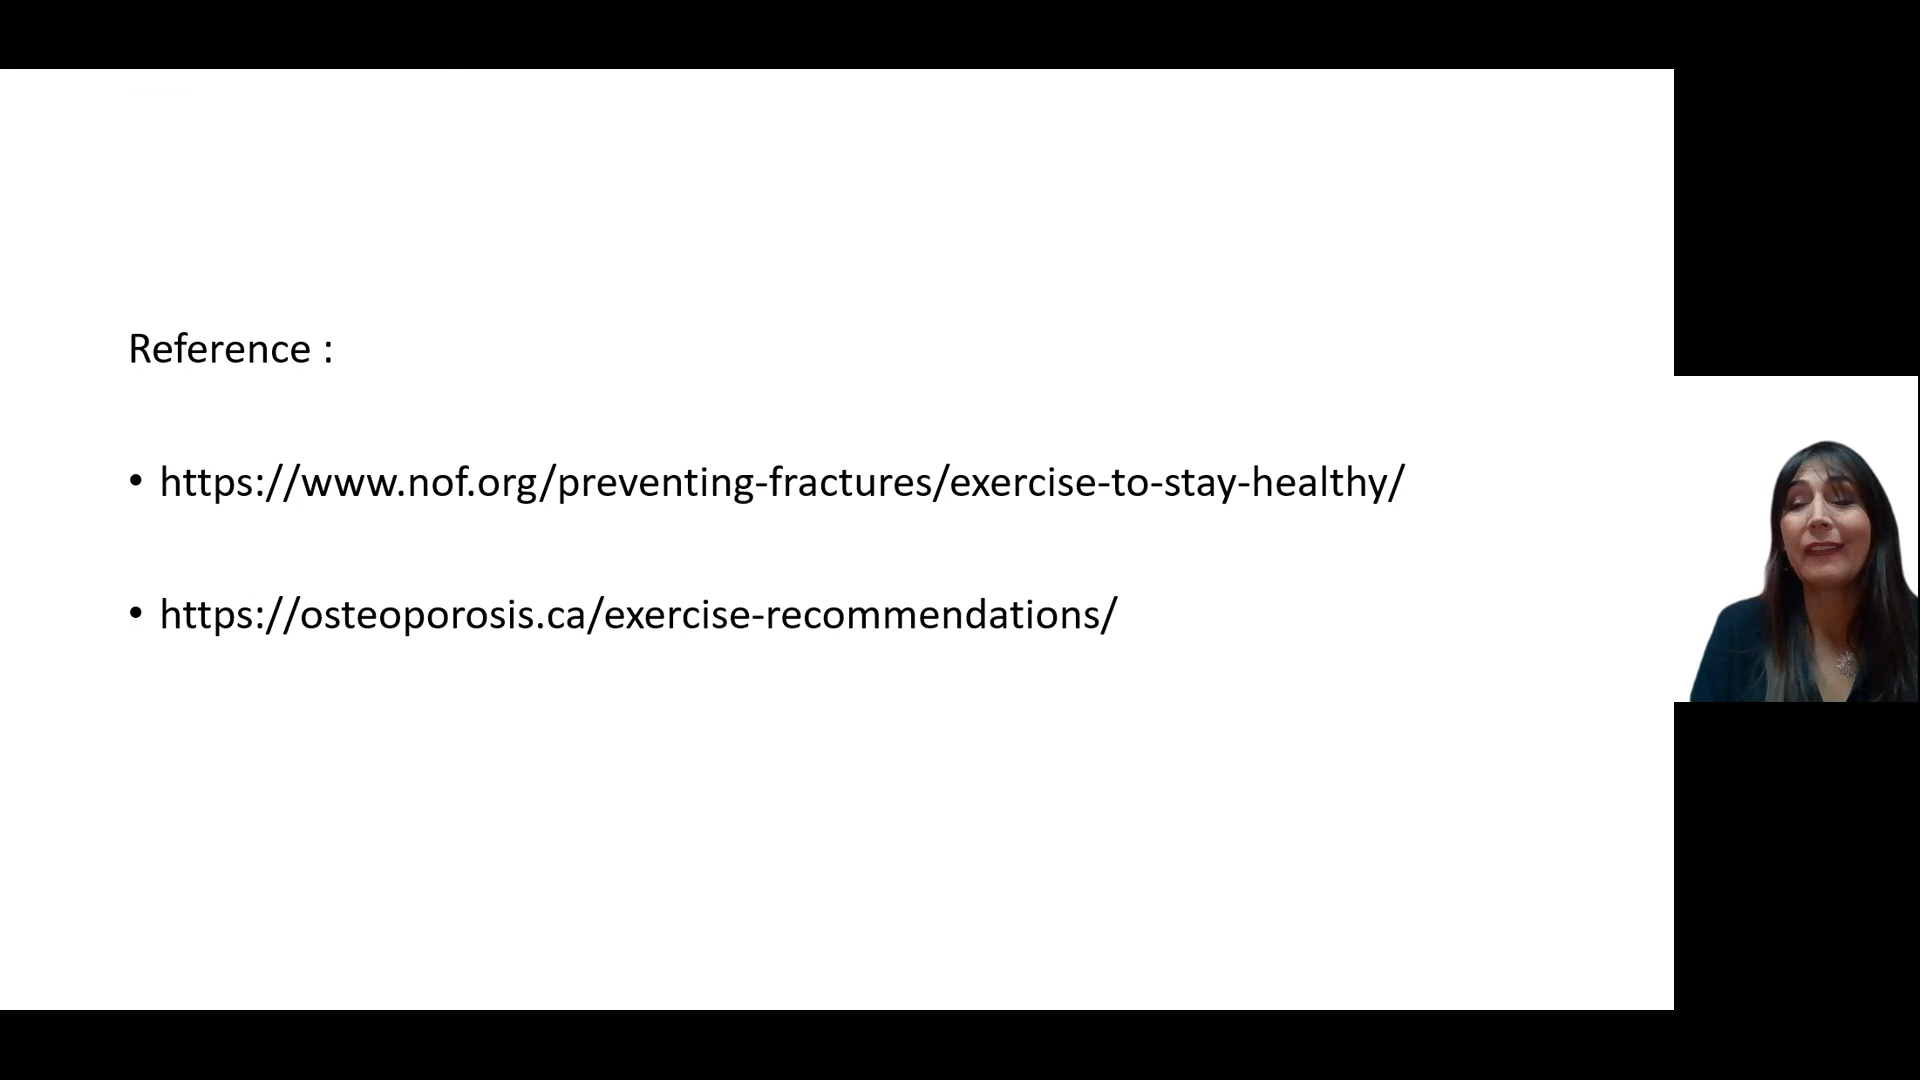 Reference :
• https://www.nof.org/preventing-fractures/exercise-to-stay-healthy/
• https://osteoporosis.ca/exercise-recommendations/